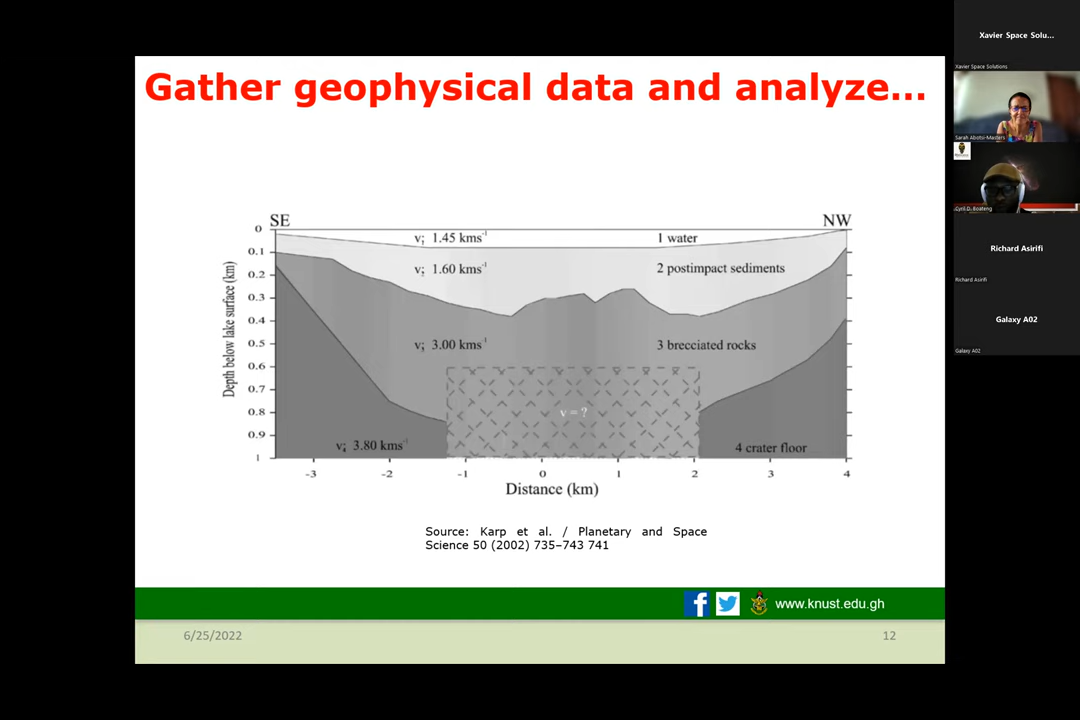 Gather geophysical data and analyze...
SE
NW
0
0.1
0.2
0.3
0.4
0.5
0.6
0.7
0.8
0.9
1
Depth below lake surface (km)
v; 1.45 kms⁻¹
1 water
v; 1.60 kms⁻¹
2 postimpact sediments
v; 3.00 kms⁻¹
3 brecciated rocks
v = ?
v; 3.80 kms⁻¹
4 crater floor
-3
-2
-1
0
1
2
3
4
Distance (km)
Source: Karp et al. / Planetary and Space
Science 50 (2002) 735–743 741
www.knust.edu.gh
6/25/2022
12
Xavier Space Solu...
Xavier Space Solutions
Sarah Abotsi-Masters
Cyril D. Boateng
Richard Asirifi
Richard Asirifi
Galaxy A02
Galaxy A02